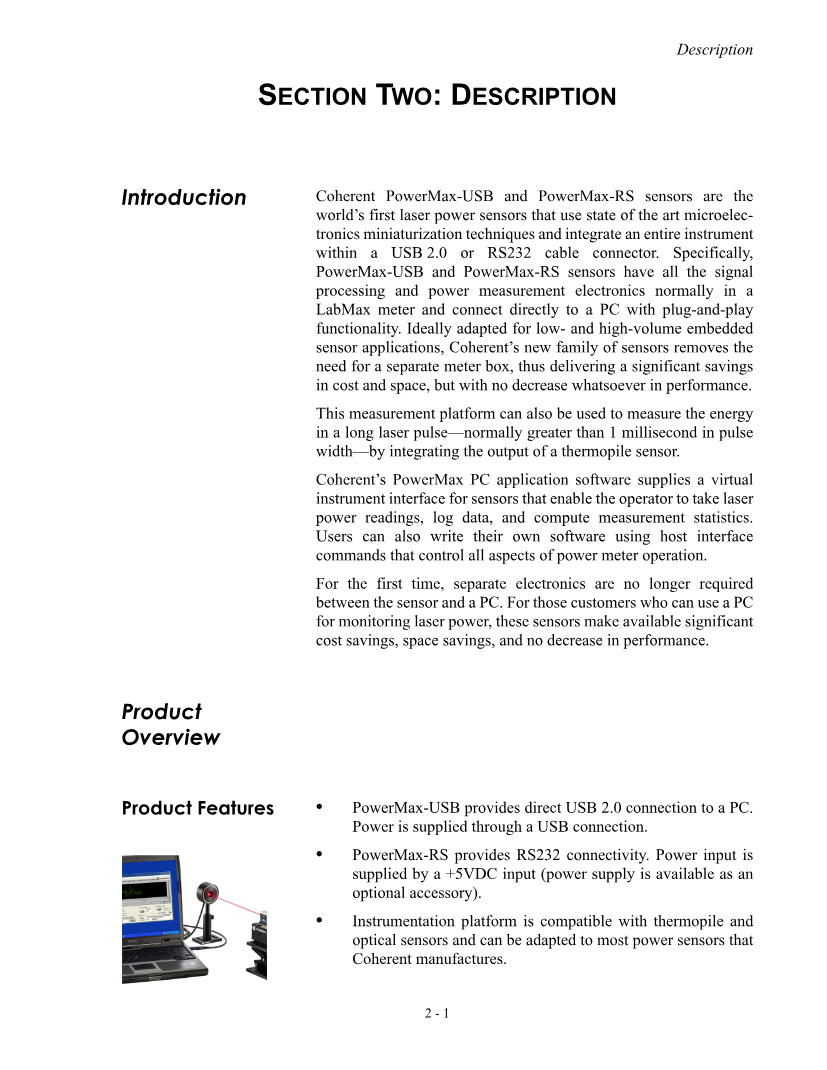 Description
SECTION TWO: DESCRIPTION
Introduction
Coherent PowerMax-USB and PowerMax-RS sensors are the
world's first laser power sensors that use state of the art microelec-
tronics miniaturization techniques and integrate an entire instrument
within a USB 2.0 or RS232 cable connector. Specifically,
PowerMax-USB and PowerMax-RS sensors have all the signal
processing and power measurement electronics normally in a
LabMax meter and connect directly to a PC with plug-and-play
functionality. Ideally adapted for low- and high-volume embedded
sensor applications, Coherent's new family of sensors removes the
need for a separate meter box, thus delivering a significant savings
in cost and space, but with no decrease whatsoever in performance.
This measurement platform can also be used to measure the energy
in a long laser pulse—normally greater than 1 millisecond in pulse
width—by integrating the output of a thermopile sensor.
Coherent's PowerMax PC application software supplies a virtual
instrument interface for sensors that enable the operator to take laser
power readings, log data, and compute measurement statistics.
Users can also write their own software using host interface
commands that control all aspects of power meter operation.
For the first time, separate electronics are no longer required
between the sensor and a PC. For those customers who can use a PC
for monitoring laser power, these sensors make available significant
cost savings, space savings, and no decrease in performance.
Product
Overview
Product Features
• PowerMax-USB provides direct USB 2.0 connection to a PC.
Power is supplied through a USB connection.
• PowerMax-RS provides RS232 connectivity. Power input is
supplied by a +5VDC input (power supply is available as an
optional accessory).
• Instrumentation platform is compatible with thermopile and
optical sensors and can be adapted to most power sensors that
Coherent manufactures.
2 - 1